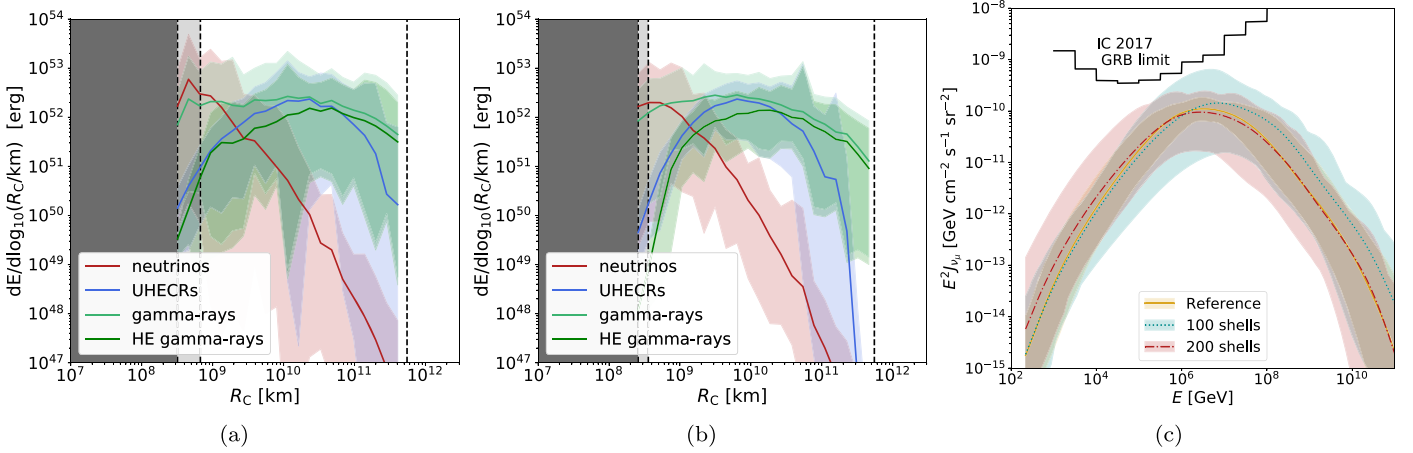 10^54
10^53
10^52
10^51
10^50
10^49
10^48
10^47
dE/dlog₁₀(R_C/km) [erg]
neutrinos
UHECRs
gamma-rays
HE gamma-rays
10^7 10^8 10^9 10^10 10^11 10^12
R_C [km]
(a)
10^54
10^53
10^52
10^51
10^50
10^49
10^48
10^47
dE/dlog₁₀(R_C/km) [erg]
neutrinos
UHECRs
gamma-rays
HE gamma-rays
10^7 10^8 10^9 10^10 10^11 10^12
R_C [km]
(b)
10^-8
10^-9
10^-10
10^-11
10^-12
10^-13
10^-14
10^-15
E²J_{ν_μ} [GeV cm^-2 s^-1 sr^-2]
IC 2017
GRB limit
Reference
100 shells
200 shells
10^2 10^4 10^6 10^8 10^10
E [GeV]
(c)